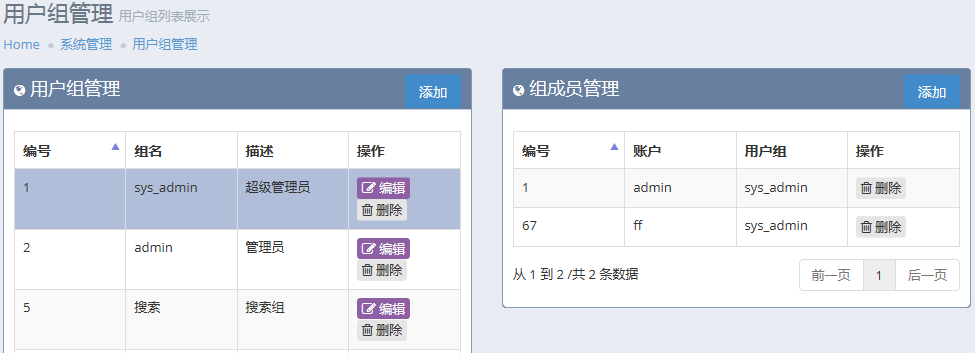 用户组管理 用户组列表展示
Home 系统管理 用户组管理
用户组管理 添加
编号 组名 描述 操作
1 sys_admin 超级管理员 编辑
删除
2 admin 管理员 编辑
删除
5 搜索 搜索组 编辑
删除
组成员管理 添加
编号 账户 用户组 操作
1 admin sys_admin 删除
67 ff sys_admin 删除
从 1 到 2 /共 2 条数据 前一页 1 后一页